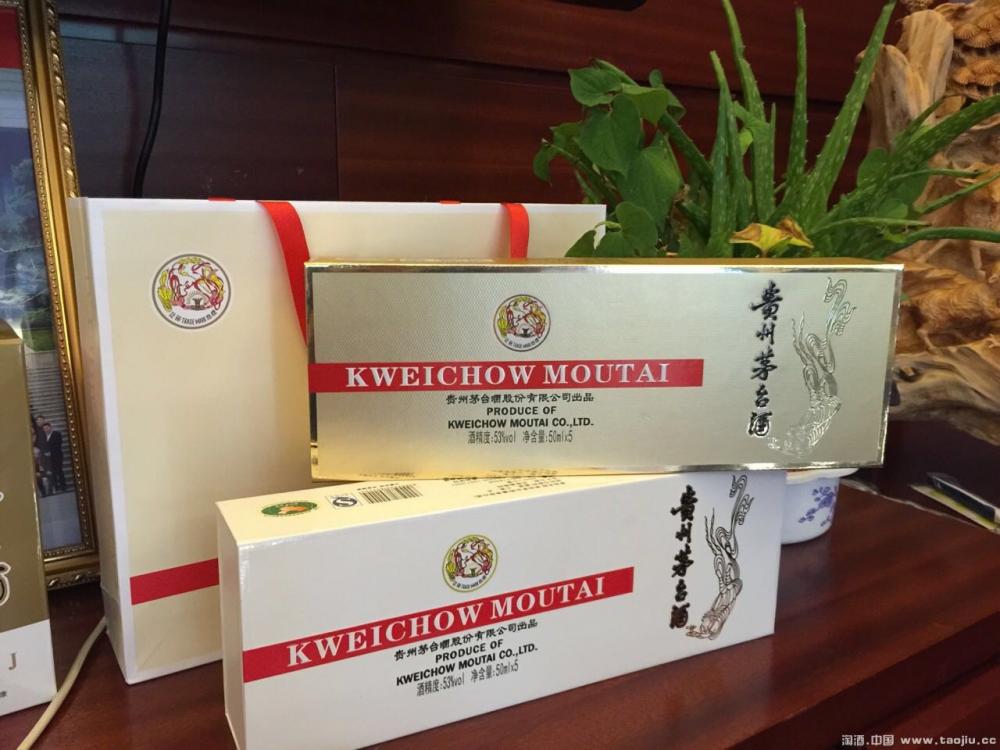 KWEICHOW MOUTAI
贵州茅台酒股份有限公司出品
PRODUCE OF
KWEICHOW MOUTAI CO.,LTD.
酒精度:53%vol 净含量:50ml×5
貴州茅台酒
KWEICHOW MOUTAI
贵州茅台酒股份有限公司出品
PRODUCE OF
KWEICHOW MOUTAI CO.,LTD.
酒精度:53%vol 净含量:50ml×5
貴州茅台酒
TRADE MARK
J
淘酒.中国 www.taojiu.cc